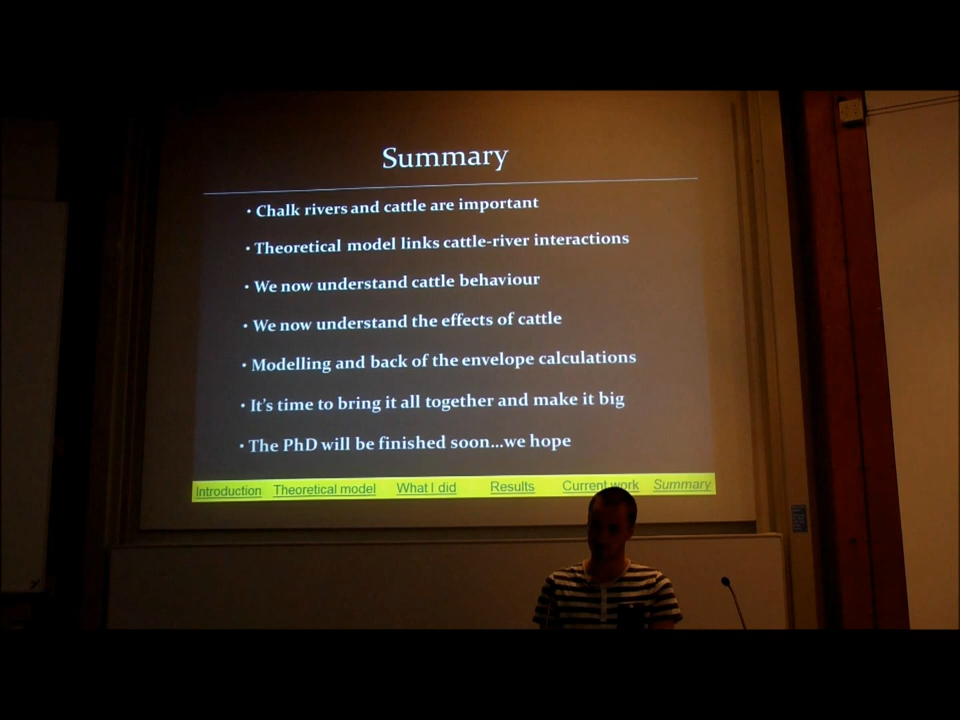 Summary
• Chalk rivers and cattle are important
• Theoretical model links cattle-river interactions
• We now understand cattle behaviour
• We now understand the effects of cattle
• Modelling and back of the envelope calculations
• It's time to bring it all together and make it big
• The PhD will be finished soon...we hope
Introduction Theoretical model What I did Results Current work Summary